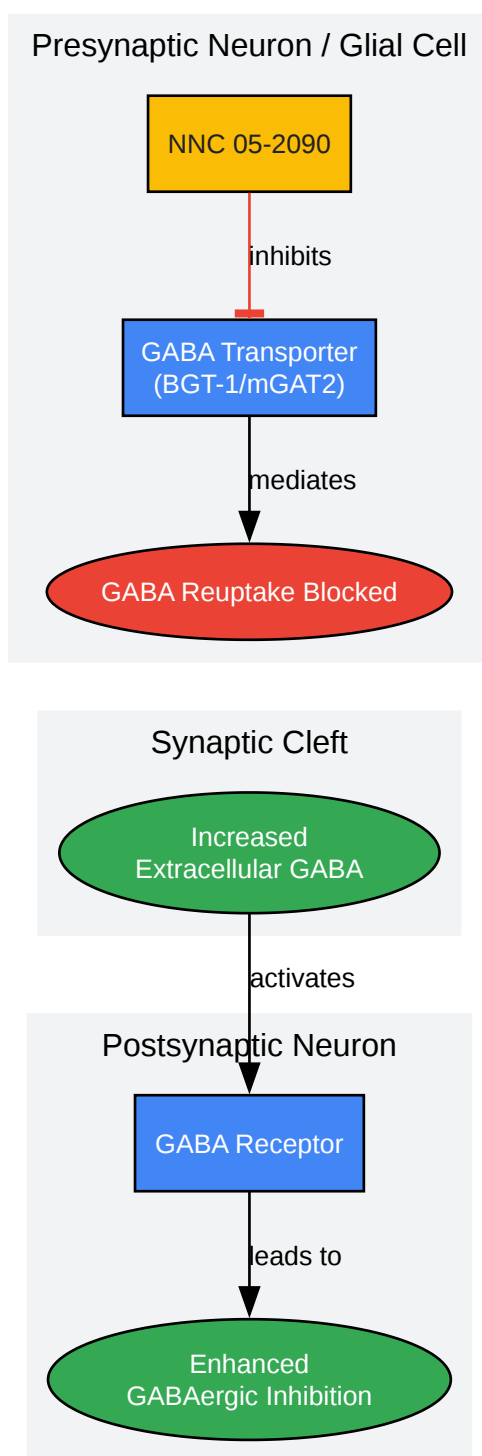 Presynaptic Neuron / Glial Cell
NNC 05-2090
inhibits
GABA Transporter
(BGT-1/mGAT2)
mediates
GABA Reuptake Blocked
Synaptic Cleft
Increased
Extracellular GABA
activates
Postsynaptic Neuron
GABA Receptor
leads to
Enhanced
GABAergic Inhibition